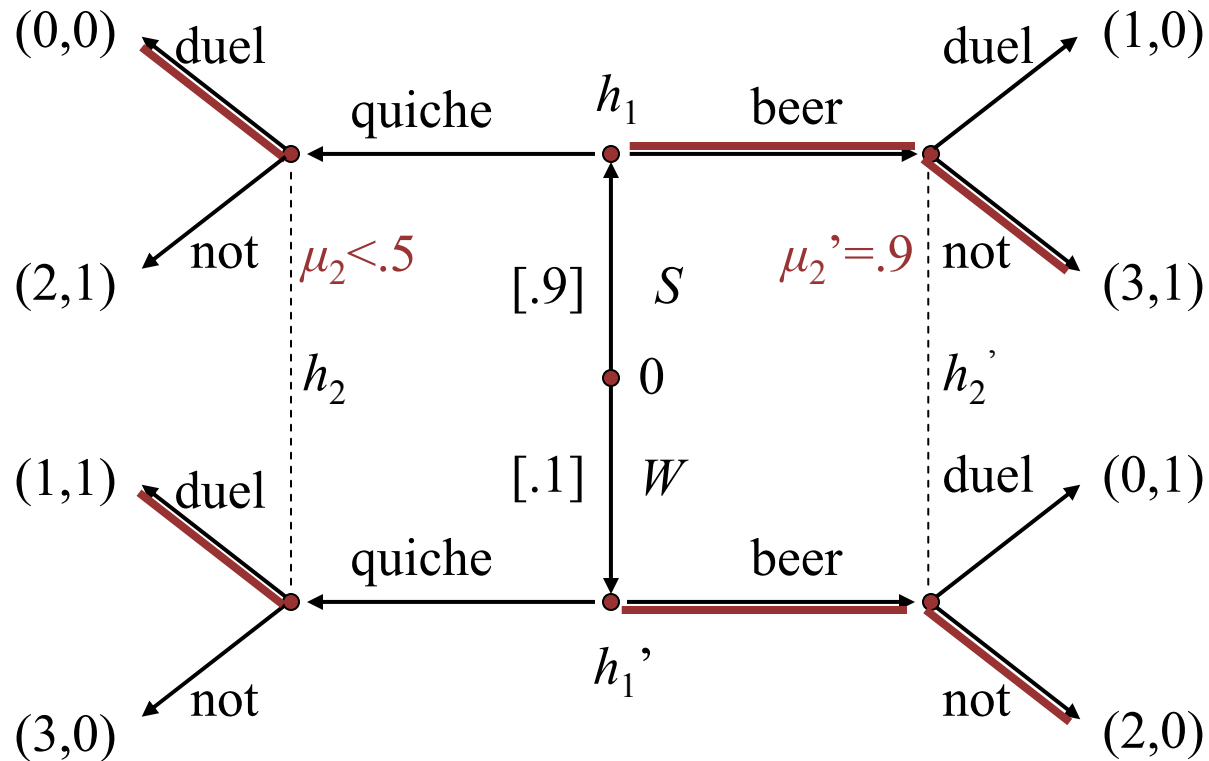 (0,0) duel duel (1,0)
quiche h₁ beer
not μ₂<.5 μ₂’=.9 not
(2,1) [.9] S (3,1)
h₂ 0 h₂’
(1,1) duel [.1] W duel (0,1)
quiche beer
h₁’
not not
(3,0) (2,0)